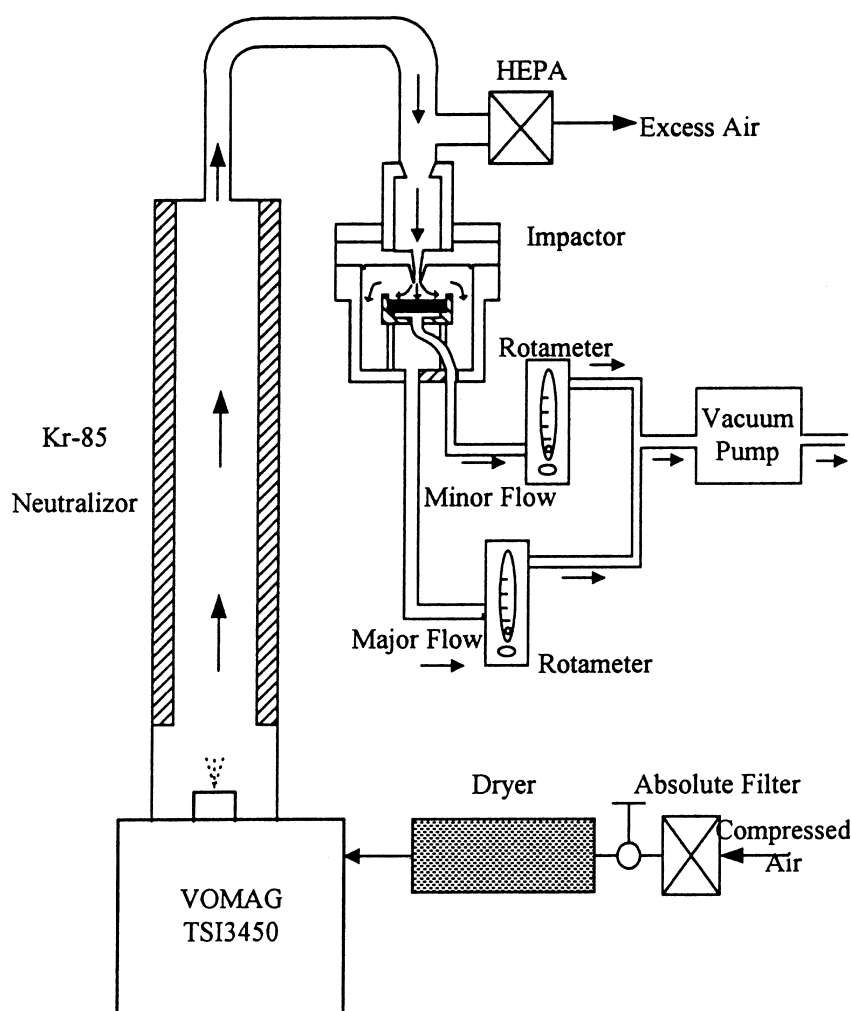 HEPA
Excess Air
Impactor
Rotameter
Vacuum
Pump
Kr-85
Neutralizor
Minor Flow
Major Flow
Rotameter
Dryer
Absolute Filter
Compressed
Air
VOMAG
TSI3450